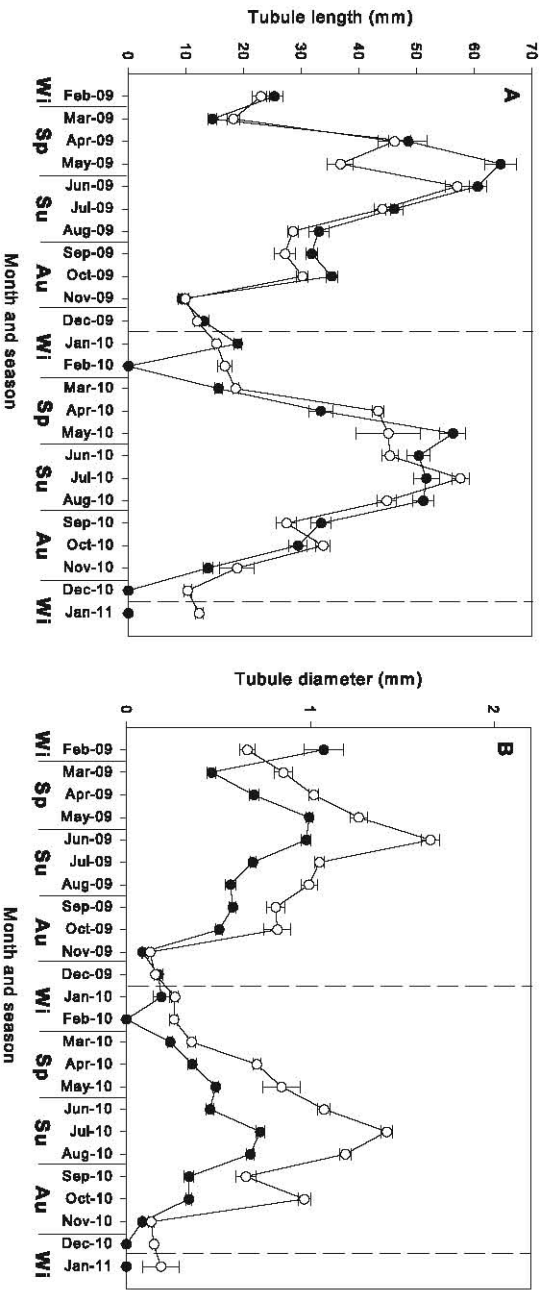 A
Tubule length (mm)
0
10
20
30
40
50
60
70
Feb-09
Mar-09
Apr-09
May-09
Jun-09
Jul-09
Aug-09
Sep-09
Oct-09
Nov-09
Dec-09
Jan-10
Feb-10
Mar-10
Apr-10
May-10
Jun-10
Jul-10
Aug-10
Sep-10
Oct-10
Nov-10
Dec-10
Jan-11
Wi
Sp
Su
Au
Wi
Sp
Su
Au
Wi
Month and season
B
Tubule diameter (mm)
0
1
2
Feb-09
Mar-09
Apr-09
May-09
Jun-09
Jul-09
Aug-09
Sep-09
Oct-09
Nov-09
Dec-09
Jan-10
Feb-10
Mar-10
Apr-10
May-10
Jun-10
Jul-10
Aug-10
Sep-10
Oct-10
Nov-10
Dec-10
Jan-11
Wi
Sp
Su
Au
Wi
Sp
Su
Au
Wi
Month and season